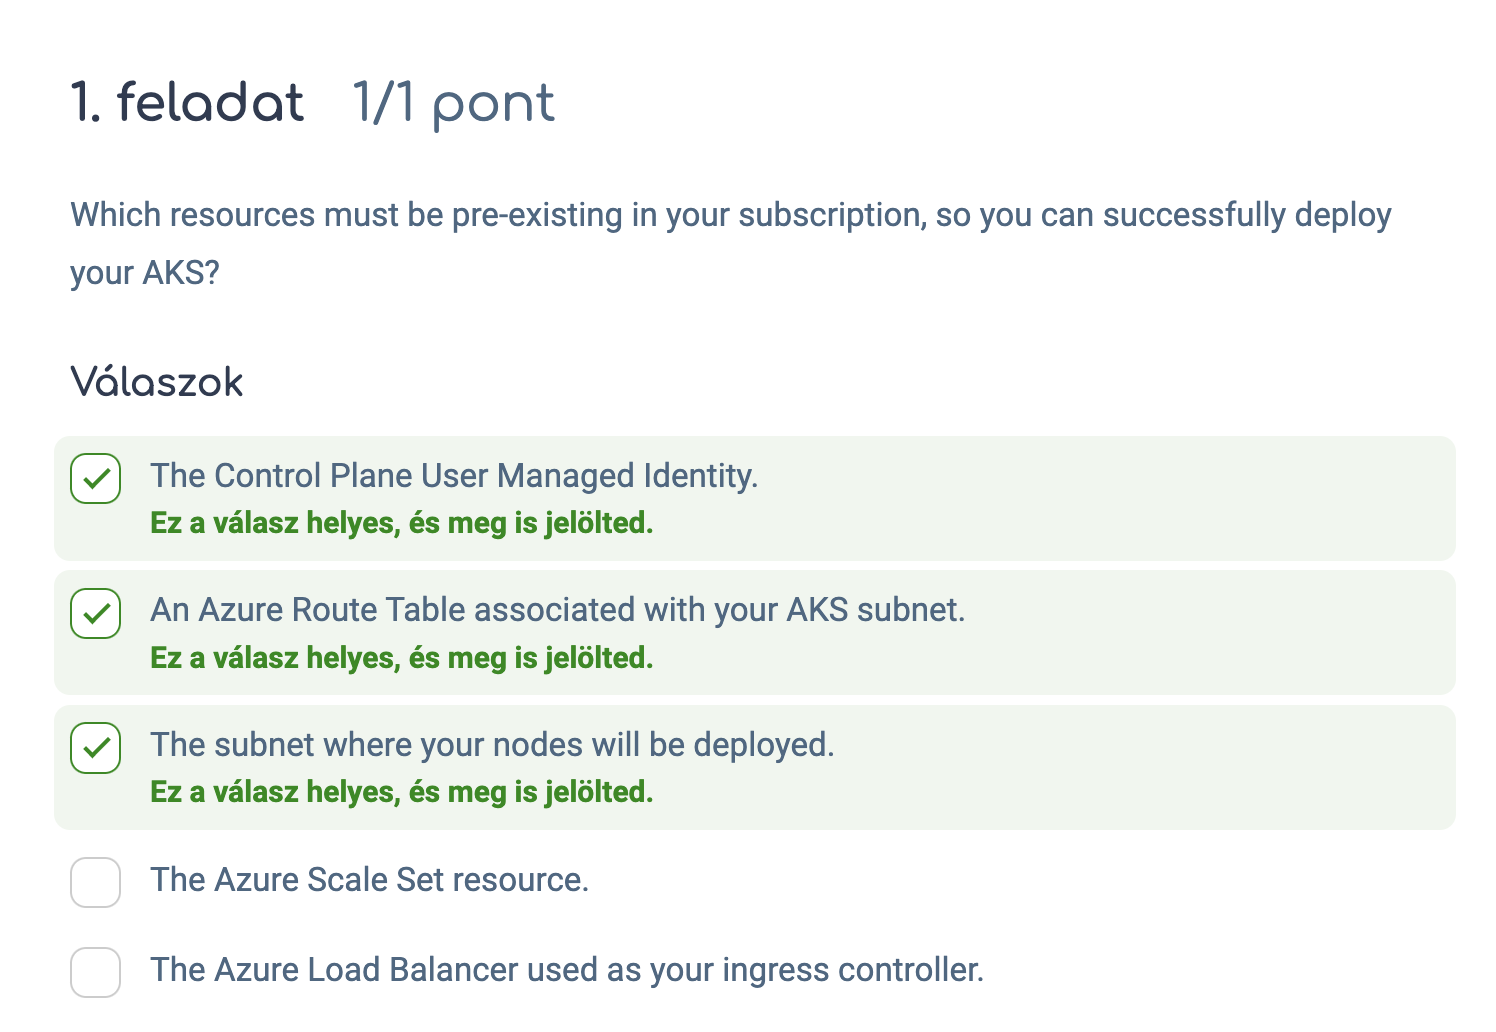 1. feladat 1/1 pont
Which resources must be pre-existing in your subscription, so you can successfully deploy
your AKS?
Válaszok
The Control Plane User Managed Identity.
Ez a válasz helyes, és meg is jelölted.
An Azure Route Table associated with your AKS subnet.
Ez a válasz helyes, és meg is jelölted.
The subnet where your nodes will be deployed.
Ez a válasz helyes, és meg is jelölted.
The Azure Scale Set resource.
The Azure Load Balancer used as your ingress controller.